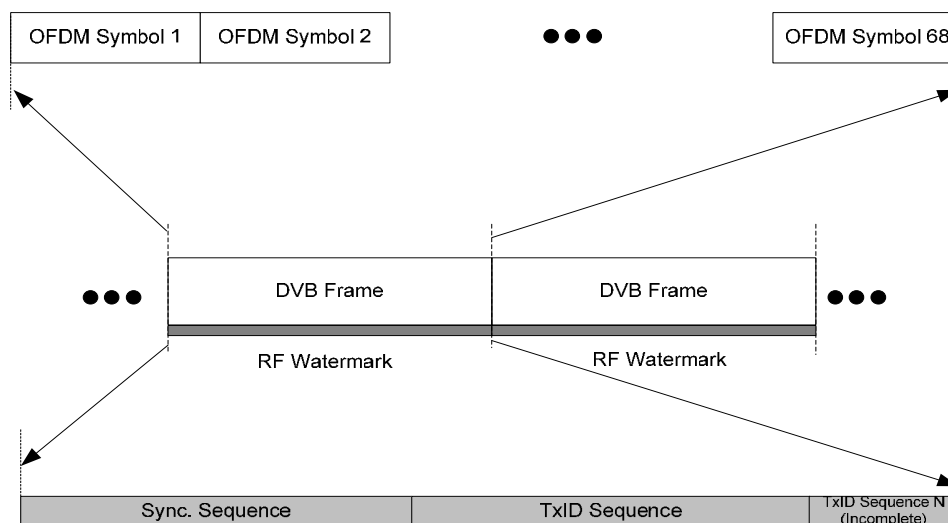 OFDM Symbol 1
OFDM Symbol 2
OFDM Symbol 68
DVB Frame
DVB Frame
RF Watermark
RF Watermark
Sync. Sequence
TxID Sequence
TxID Sequence N
(Incomplete)